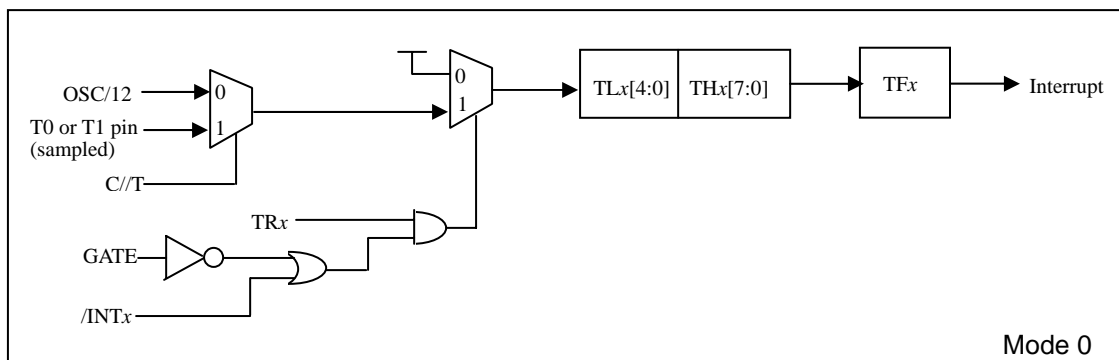 0
1
OSC/12
0
T0 or T1 pin
(sampled)
1
C//T
TLx[4:0]
THx[7:0]
TFx
Interrupt
TRx
GATE
/INTx
Mode 0